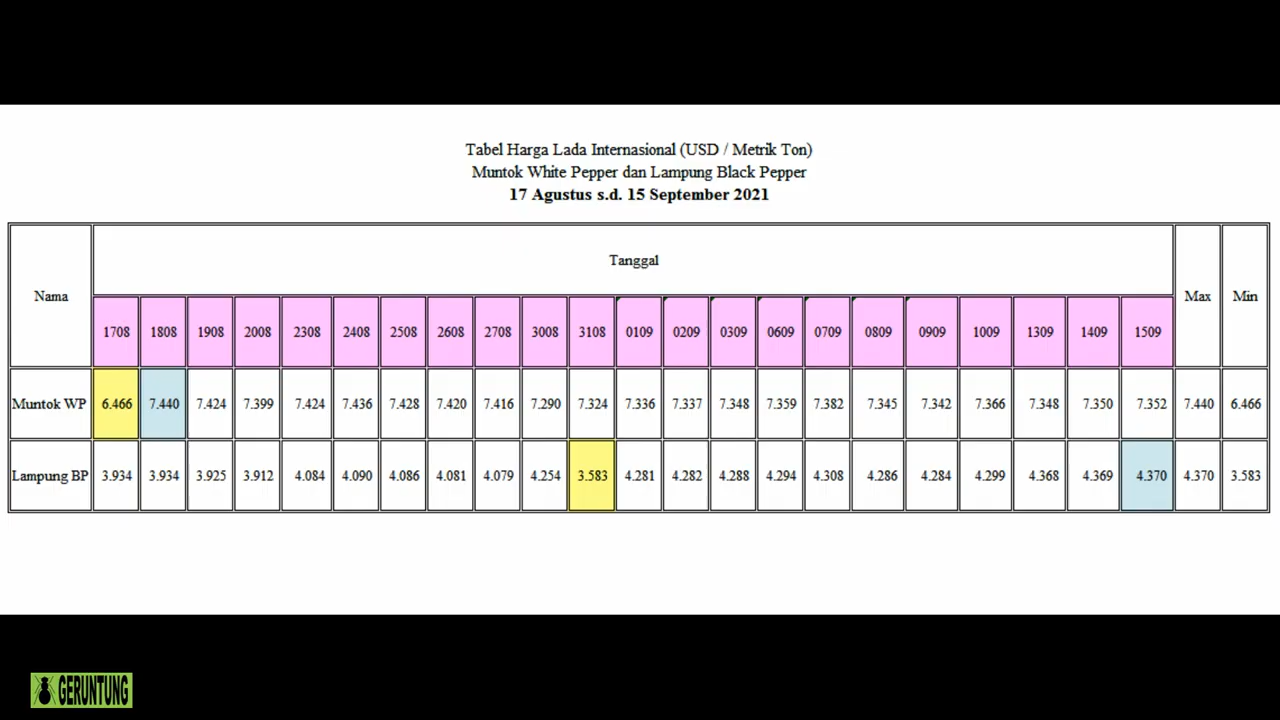 Tabel Harga Lada Internasional (USD / Metrik Ton)
Muntok White Pepper dan Lampung Black Pepper
17 Agustus s.d. 15 September 2021
Nama Tanggal Max Min
1708 1808 1908 2008 2308 2408 2508 2608 2708 3008 3108 0109 0209 0309 0609 0709 0809 0909 1009 1309 1409 1509
Muntok WP 6.466 7.440 7.424 7.399 7.424 7.436 7.428 7.420 7.416 7.290 7.324 7.336 7.337 7.348 7.359 7.382 7.345 7.342 7.366 7.348 7.350 7.352 7.440 6.466
Lampung BP 3.934 3.934 3.925 3.912 4.084 4.090 4.086 4.081 4.079 4.254 3.583 4.281 4.282 4.288 4.294 4.308 4.286 4.284 4.299 4.368 4.369 4.370 4.370 3.583
GERUNTUNG